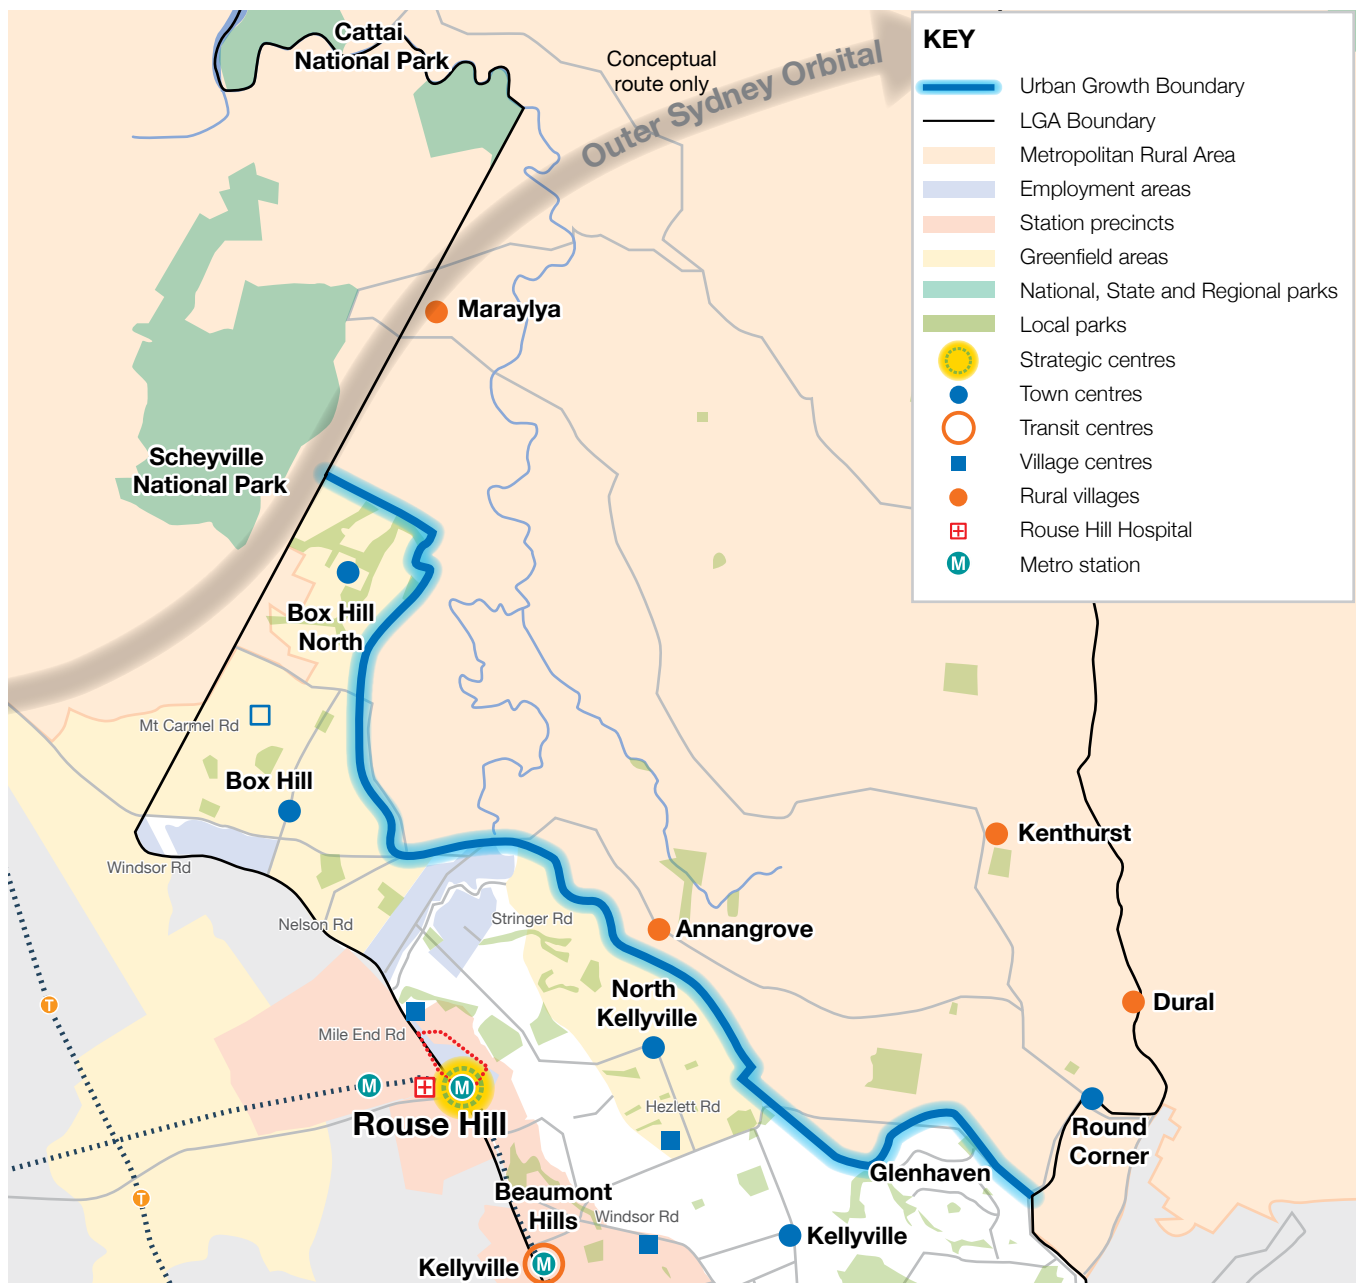 Cattai
National Park
Conceptual
route only
Outer Sydney Orbital
KEY
Urban Growth Boundary
LGA Boundary
Metropolitan Rural Area
Employment areas
Station precincts
Greenfield areas
National, State and Regional parks
Local parks
Strategic centres
Town centres
Transit centres
Village centres
Rural villages
Rouse Hill Hospital
M
Metro station
Maraylya
Scheyville
National Park
Box Hill
North
Mt Carmel Rd
Box Hill
Windsor Rd
Nelson Rd
Stringer Rd
Kenthurst
Annangrove
North
Kellyville
Dural
T
Mile End Rd
M
M
Rouse Hill
Hezlett Rd
Round
Corner
Glenhaven
T
Beaumont
Hills
Windsor Rd
Kellyville
Kellyville
M